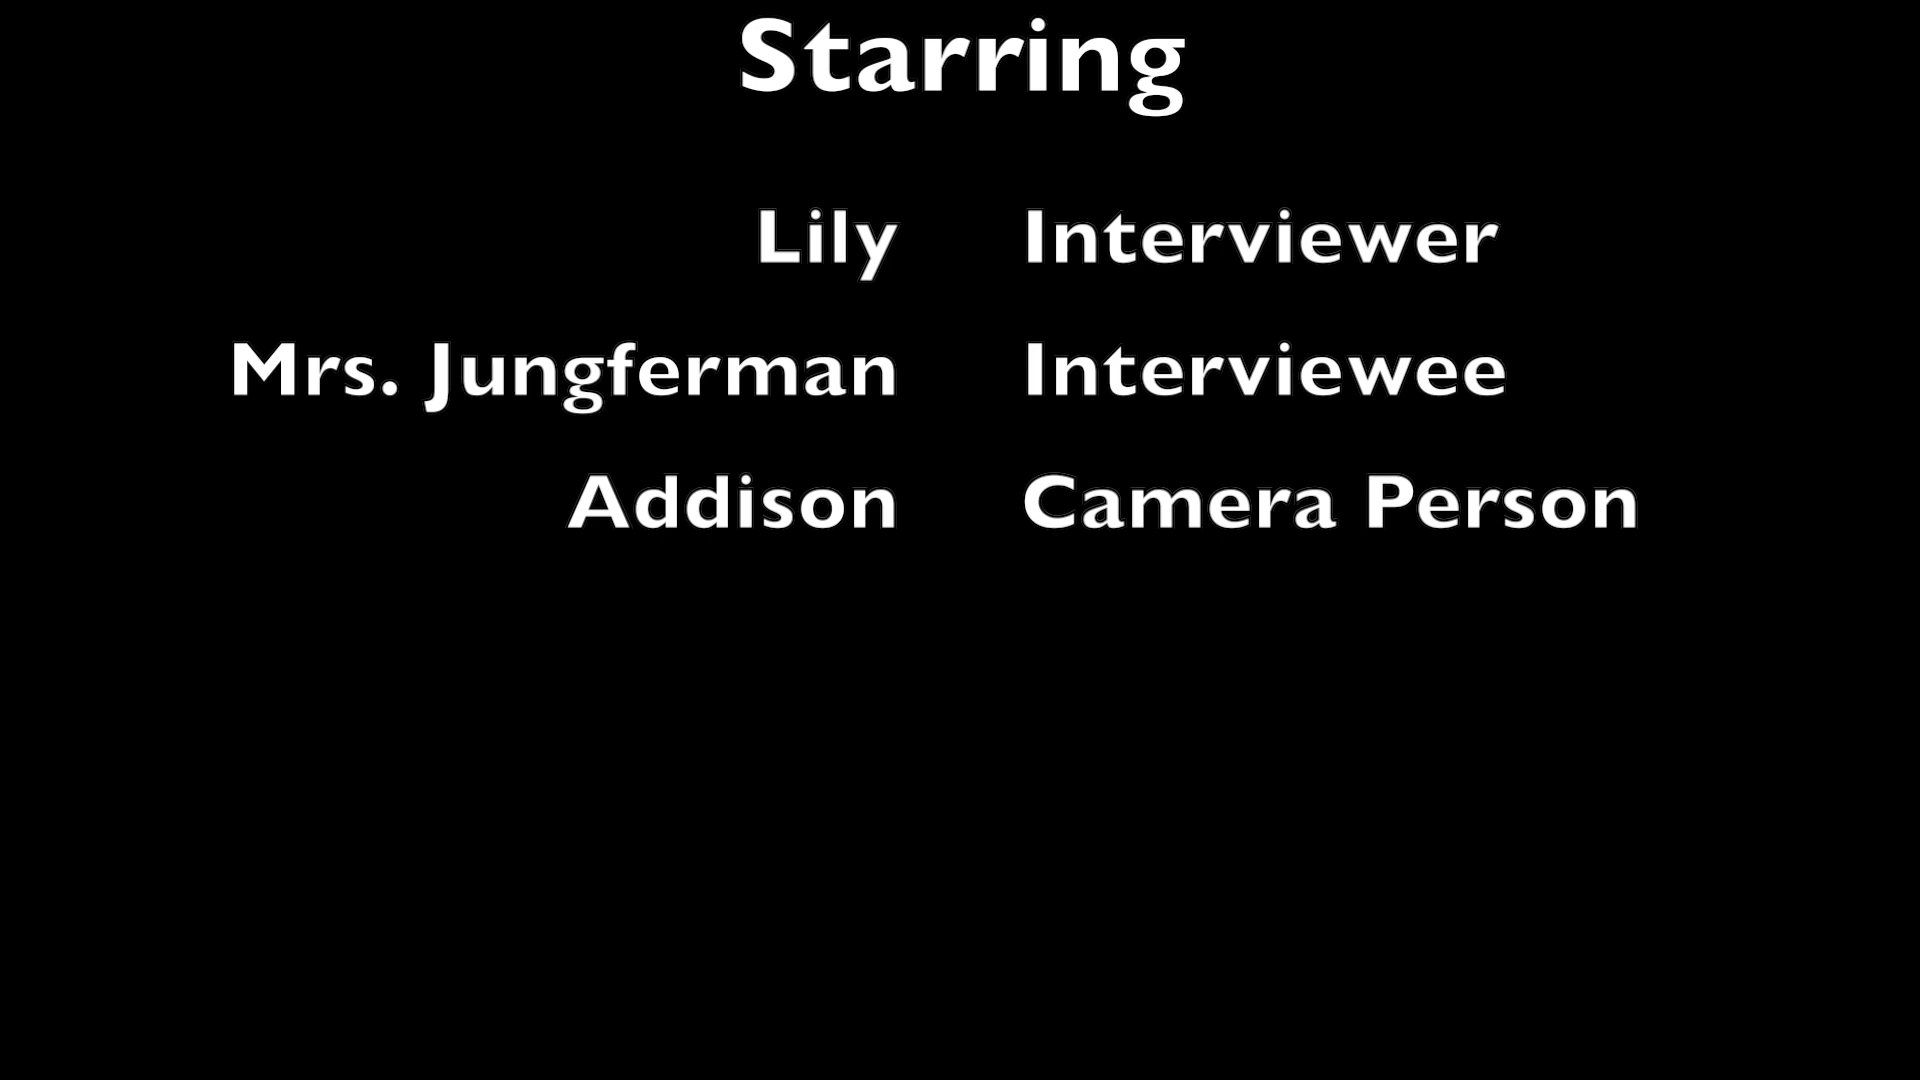 Starring
Lily Interviewer
Mrs. Jungferman Interviewee
Addison Camera Person